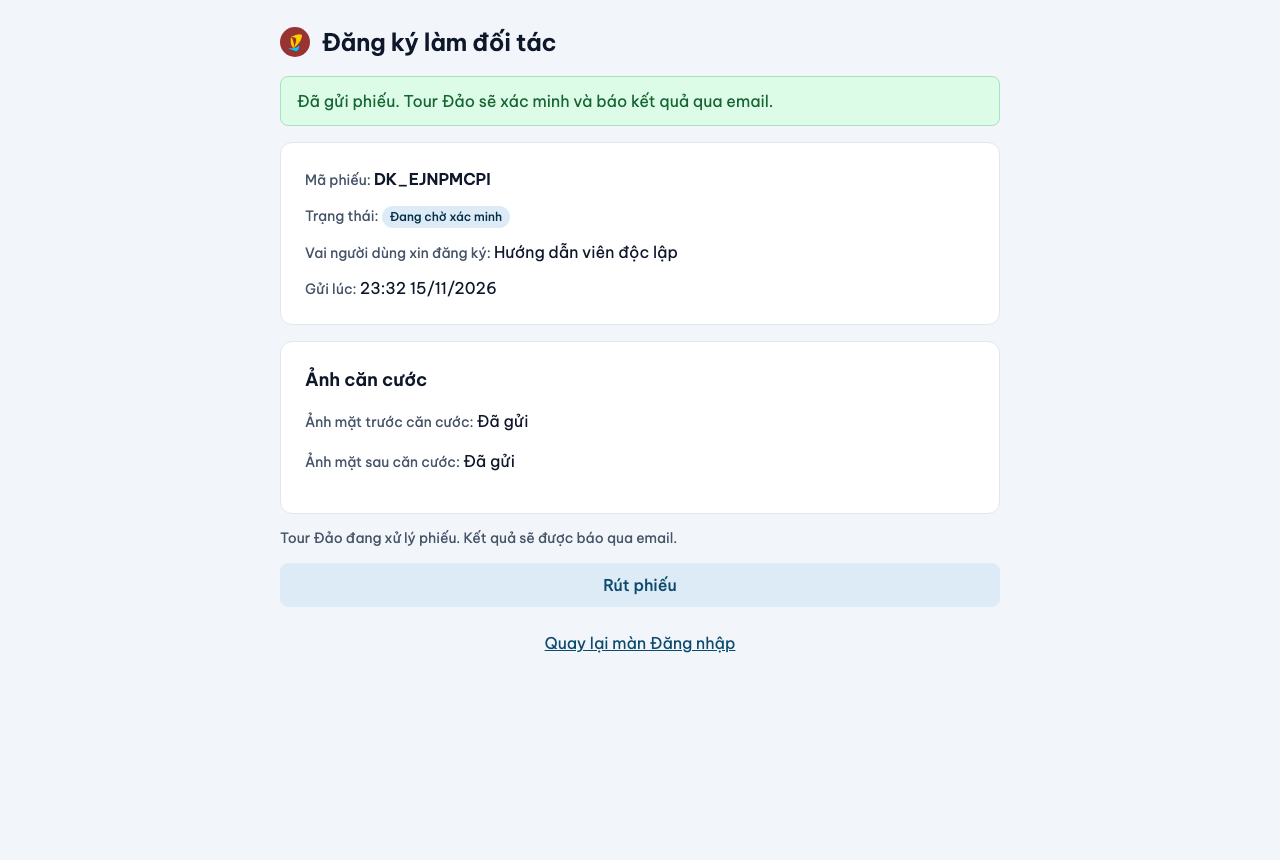 Đăng ký làm đối tác
Đã gửi phiếu. Tour Đảo sẽ xác minh và báo kết quả qua email.
Mã phiếu: DK_EJNPMCPI
Trạng thái: Đang chờ xác minh
Vai người dùng xin đăng ký: Hướng dẫn viên độc lập
Gửi lúc: 23:32 15/11/2026
Ảnh căn cước
Ảnh mặt trước căn cước: Đã gửi
Ảnh mặt sau căn cước: Đã gửi
Tour Đảo đang xử lý phiếu. Kết quả sẽ được báo qua email.
Rút phiếu
Quay lại màn Đăng nhập